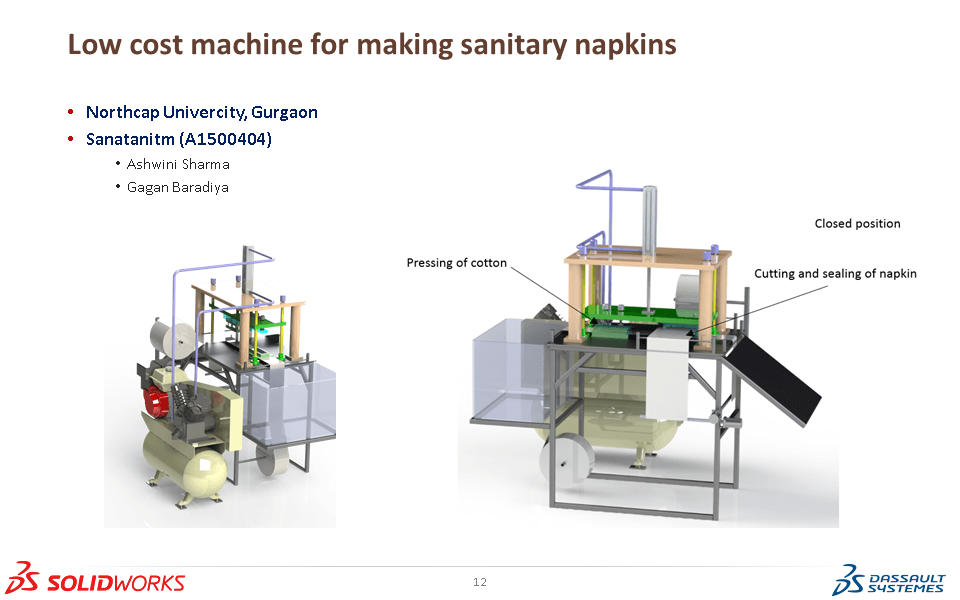 Low cost machine for making sanitary napkins
• Northcap Univercity, Gurgaon
• Sanatanitm (A1500404)
• Ashwini Sharma
• Gagan Baradiya
Closed position
Pressing of cotton
Cutting and sealing of napkin
SOLIDWORKS
12
DASSAULT
SYSTEMES